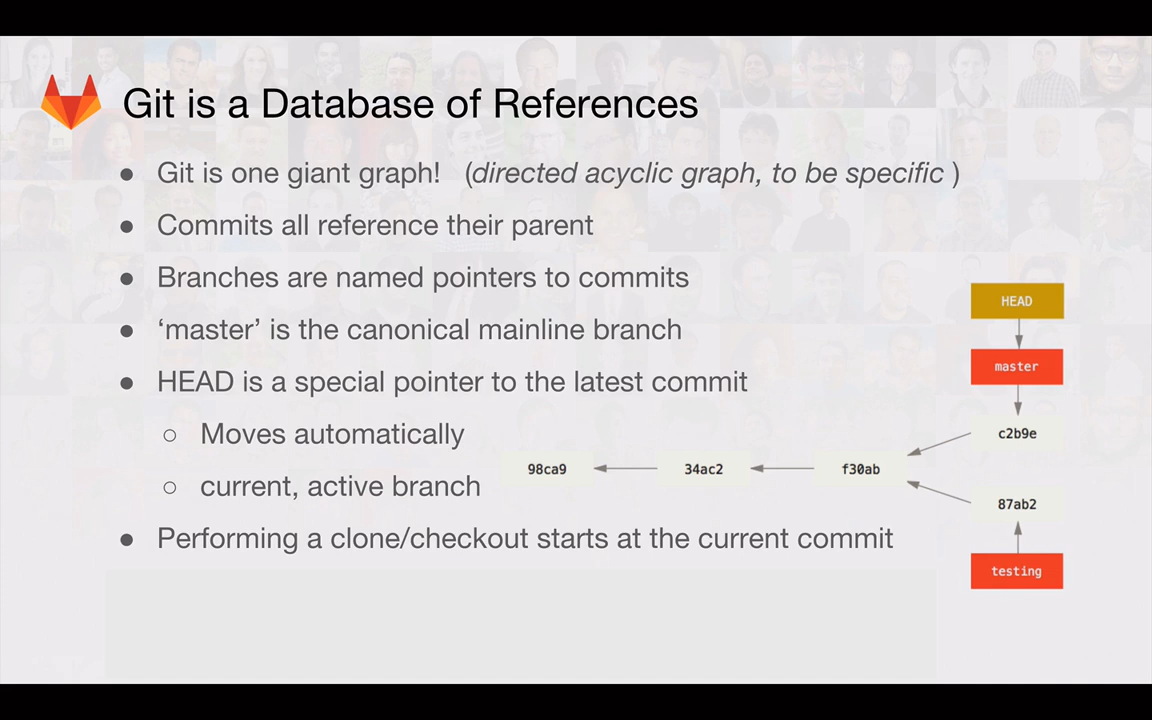 Git is a Database of References
● Git is one giant graph! (directed acyclic graph, to be specific )
● Commits all reference their parent
● Branches are named pointers to commits
● ‘master’ is the canonical mainline branch
● HEAD is a special pointer to the latest commit
○ Moves automatically
○ current, active branch
● Performing a clone/checkout starts at the current commit
HEAD
master
c2b9e
98ca9 34ac2 f30ab
87ab2
testing